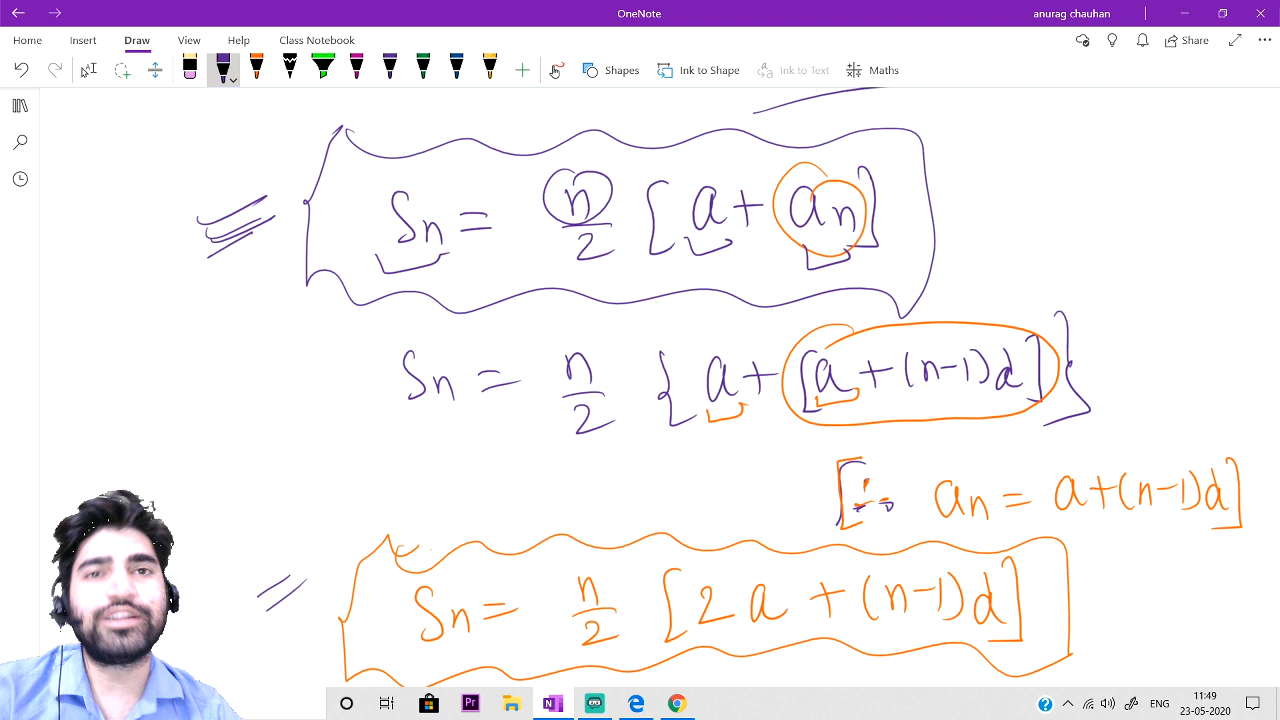 OneNote
anurag chauhan
Home Insert Draw View Help Class Notebook
Share
Shapes Ink to Shape Ink to Text Maths
Sn = n/2 [a + an]
Sn = n/2 {a + [a + (n-1)d]}
[∵ an = a+(n-1)d]
= Sn = n/2 [2a + (n-1)d]
Pr
N
ENG
11:49
23-05-2020